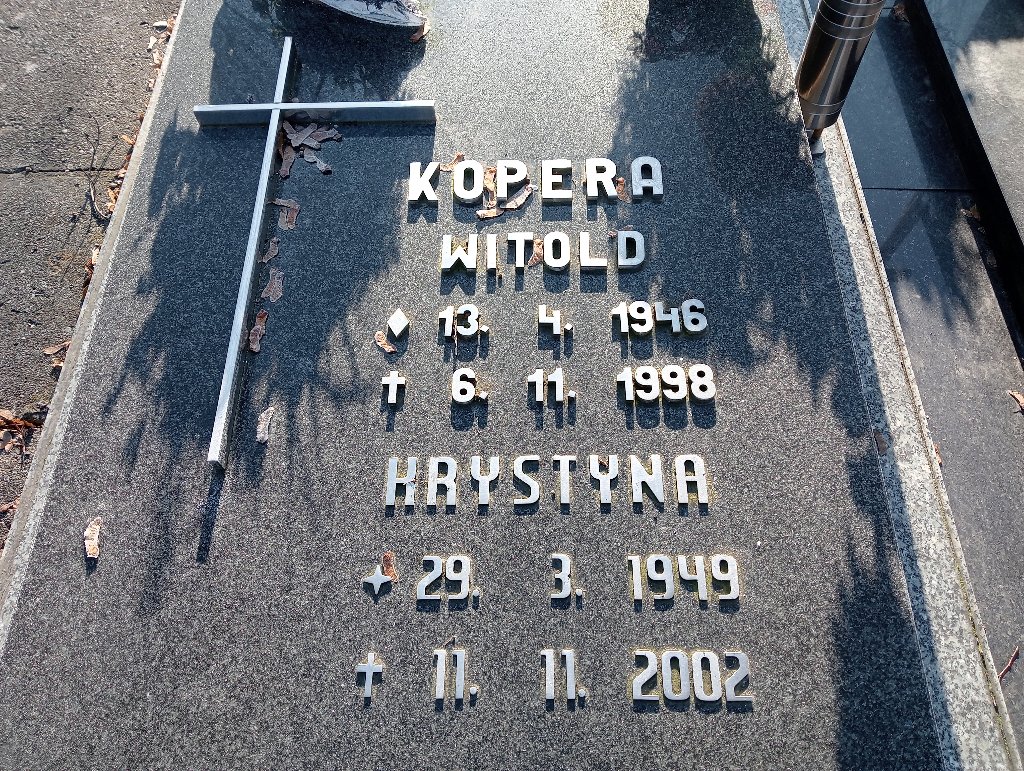 KOPERA
WITOLD
♦ 13. 4. 1946
✝ 6. 11. 1998
KRYSTYNA
✦ 29. 3. 1949
✝ 11. 11. 2002